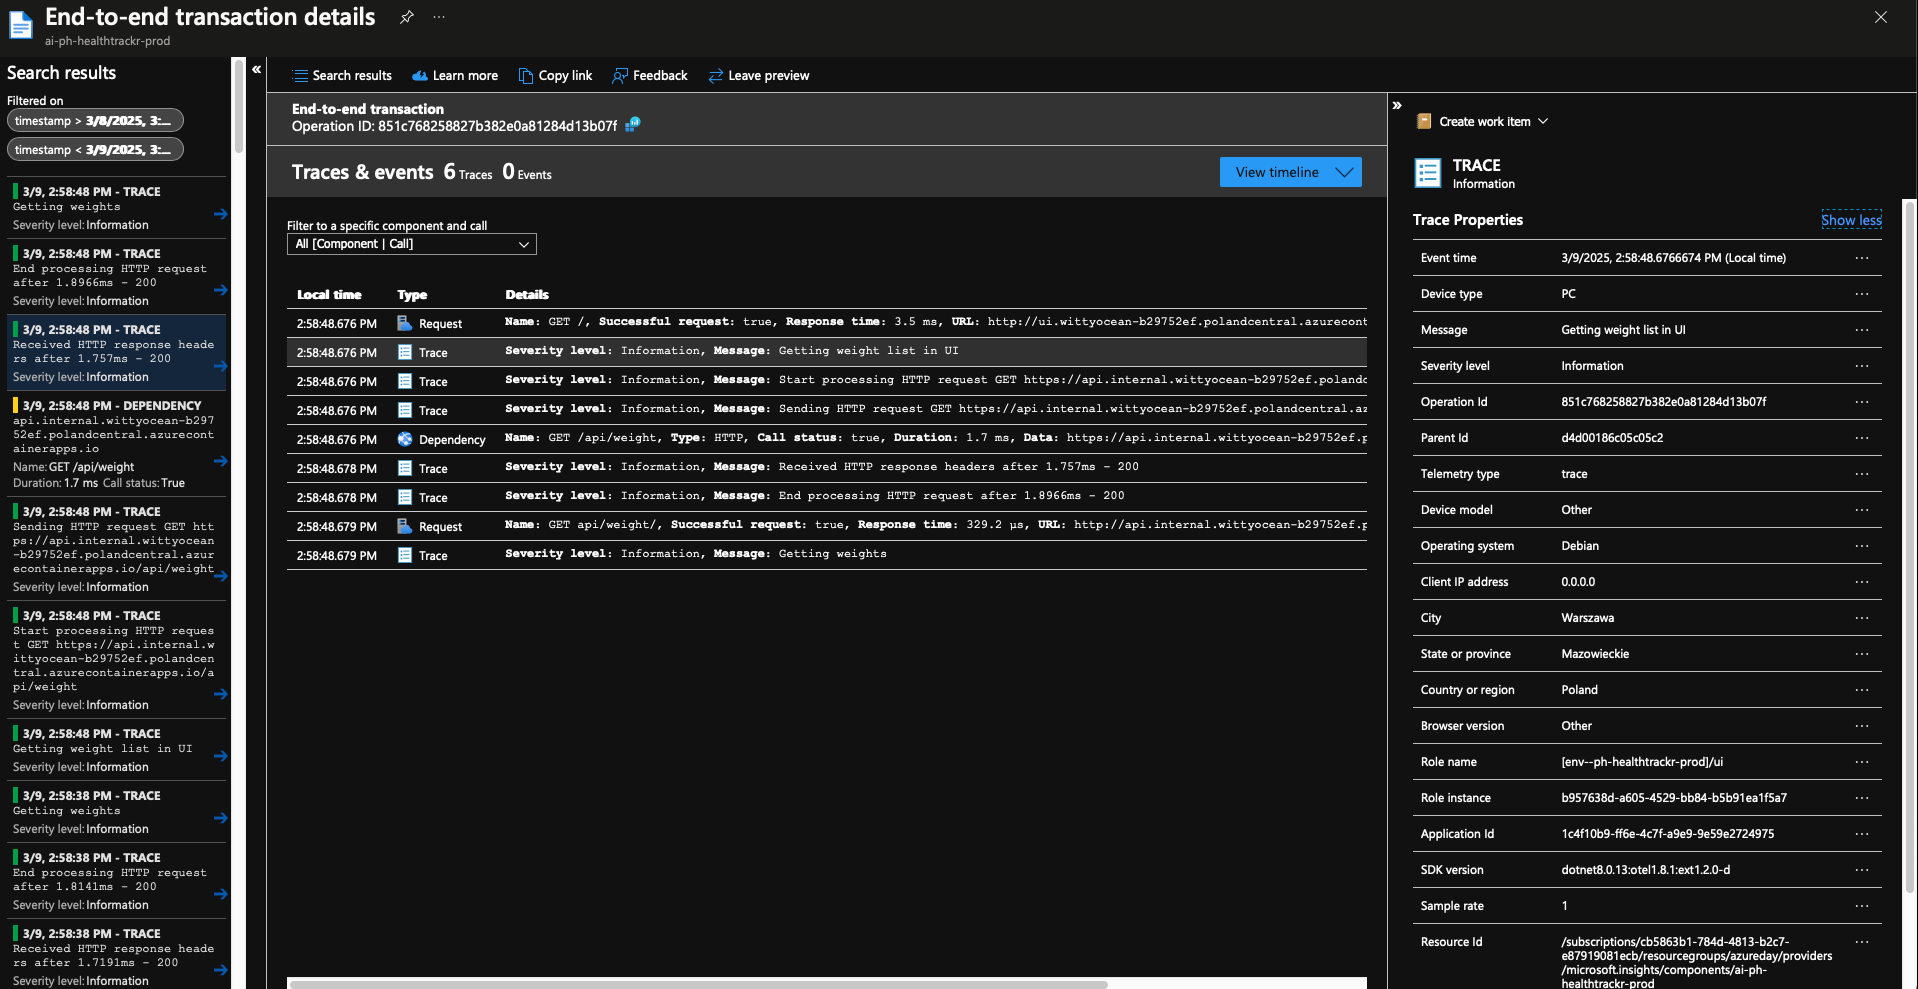 End-to-end transaction details
ai-ph-healthtrackr-prod
Search results
Filtered on
timestamp > 3/8/2025, 3:...
timestamp < 3/9/2025, 3:...
3/9, 2:58:48 PM - TRACE
Getting weights
Severity level: Information
3/9, 2:58:48 PM - TRACE
End processing HTTP request
after 1.8966ms - 200
Severity level: Information
3/9, 2:58:48 PM - TRACE
Received HTTP response heade
rs after 1.757ms - 200
Severity level: Information
3/9, 2:58:48 PM - DEPENDENCY
api.internal.wittyocean-b297
52ef.polandcentral.azurecont
ainerapps.io
Name: GET /api/weight
Duration: 1.7 ms Call status: True
3/9, 2:58:48 PM - TRACE
Sending HTTP request GET htt
ps://api.internal.wittyocean
-b29752ef.polandcentral.azur
econtainerapps.io/api/weight
Severity level: Information
3/9, 2:58:48 PM - TRACE
Start processing HTTP reques
t GET https://api.internal.w
ittyocean-b29752ef.polandcen
tral.azurecontainerapps.io/a
pi/weight
Severity level: Information
3/9, 2:58:48 PM - TRACE
Getting weight list in UI
Severity level: Information
3/9, 2:58:38 PM - TRACE
Getting weights
Severity level: Information
3/9, 2:58:38 PM - TRACE
End processing HTTP request
after 1.8141ms - 200
Severity level: Information
3/9, 2:58:38 PM - TRACE
Received HTTP response heade
rs after 1.7191ms - 200
Severity level: Information
Search results Learn more Copy link Feedback Leave preview
End-to-end transaction
Operation ID: 851c768258827b382e0a81284d13b07f
Traces & events 6 Traces 0 Events
View timeline
Filter to a specific component and call
All [Component | Call]
Local time Type Details
2:58:48.676 PM Request Name: GET /, Successful request: true, Response time: 3.5 ms, URL: http://ui.wittyocean-b29752ef.polandcentral.azurecont
2:58:48.676 PM Trace Severity level: Information, Message: Getting weight list in UI
2:58:48.676 PM Trace Severity level: Information, Message: Start processing HTTP request GET https://api.internal.wittyocean-b29752ef.polandc
2:58:48.676 PM Trace Severity level: Information, Message: Sending HTTP request GET https://api.internal.wittyocean-b29752ef.polandcentral.az
2:58:48.676 PM Dependency Name: GET /api/weight, Type: HTTP, Call status: true, Duration: 1.7 ms, Data: https://api.internal.wittyocean-b29752ef.p
2:58:48.678 PM Trace Severity level: Information, Message: Received HTTP response headers after 1.757ms - 200
2:58:48.678 PM Trace Severity level: Information, Message: End processing HTTP request after 1.8966ms - 200
2:58:48.679 PM Request Name: GET api/weight/, Successful request: true, Response time: 329.2 µs, URL: http://api.internal.wittyocean-b29752ef.p
2:58:48.679 PM Trace Severity level: Information, Message: Getting weights
Create work item
TRACE
Information
Trace Properties Show less
Event time 3/9/2025, 2:58:48.6766674 PM (Local time)
Device type PC
Message Getting weight list in UI
Severity level Information
Operation Id 851c768258827b382e0a81284d13b07f
Parent Id d4d00186c05c05c2
Telemetry type trace
Device model Other
Operating system Debian
Client IP address 0.0.0.0
City Warszawa
State or province Mazowieckie
Country or region Poland
Browser version Other
Role name [env--ph-healthtrackr-prod]/ui
Role instance b957638d-a605-4529-bb84-b5b91ea1f5a7
Application Id 1c4f10b9-ff6e-4c7f-a9e9-9e59e2724975
SDK version dotnet8.0.13:otel1.8.1:ext1.2.0-d
Sample rate 1
Resource Id /subscriptions/cb5863b1-784d-4813-b2c7-
e87919081ecb/resourcegroups/azureday/providers
/microsoft.insights/components/ai-ph-
healthtrackr-prod